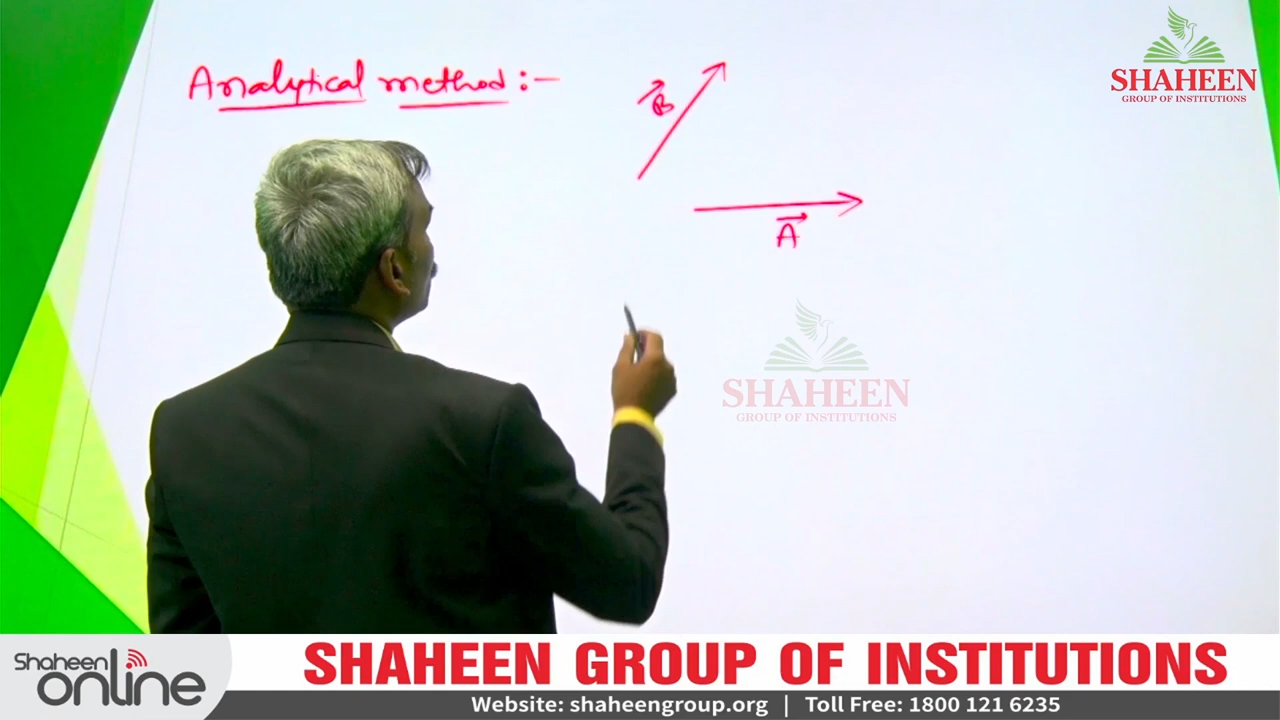 Analytical method:-
B
A
SHAHEEN
GROUP OF INSTITUTIONS
SHAHEEN
GROUP OF INSTITUTIONS
Shaheen
online
SHAHEEN GROUP OF INSTITUTIONS
Website: shaheengroup.org | Toll Free: 1800 121 6235